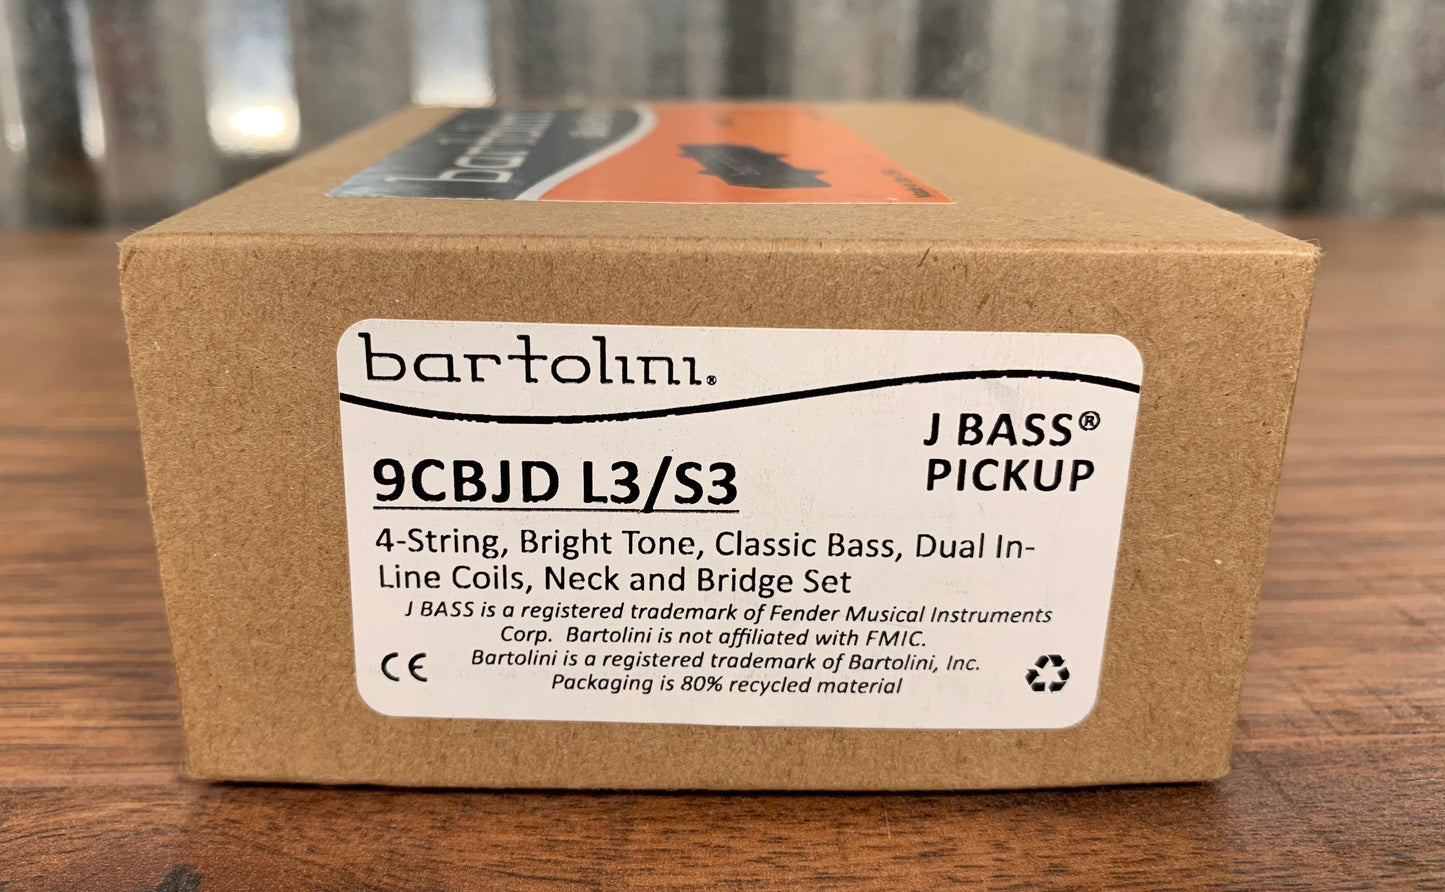 bartolini
bartolini®
J BASS®
PICKUP
9CBJD L3/S3
4-String, Bright Tone, Classic Bass, Dual In-
Line Coils, Neck and Bridge Set
J BASS is a registered trademark of Fender Musical Instruments
Corp. Bartolini is not affiliated with FMIC.
Bartolini is a registered trademark of Bartolini, Inc.
Packaging is 80% recycled material
CE